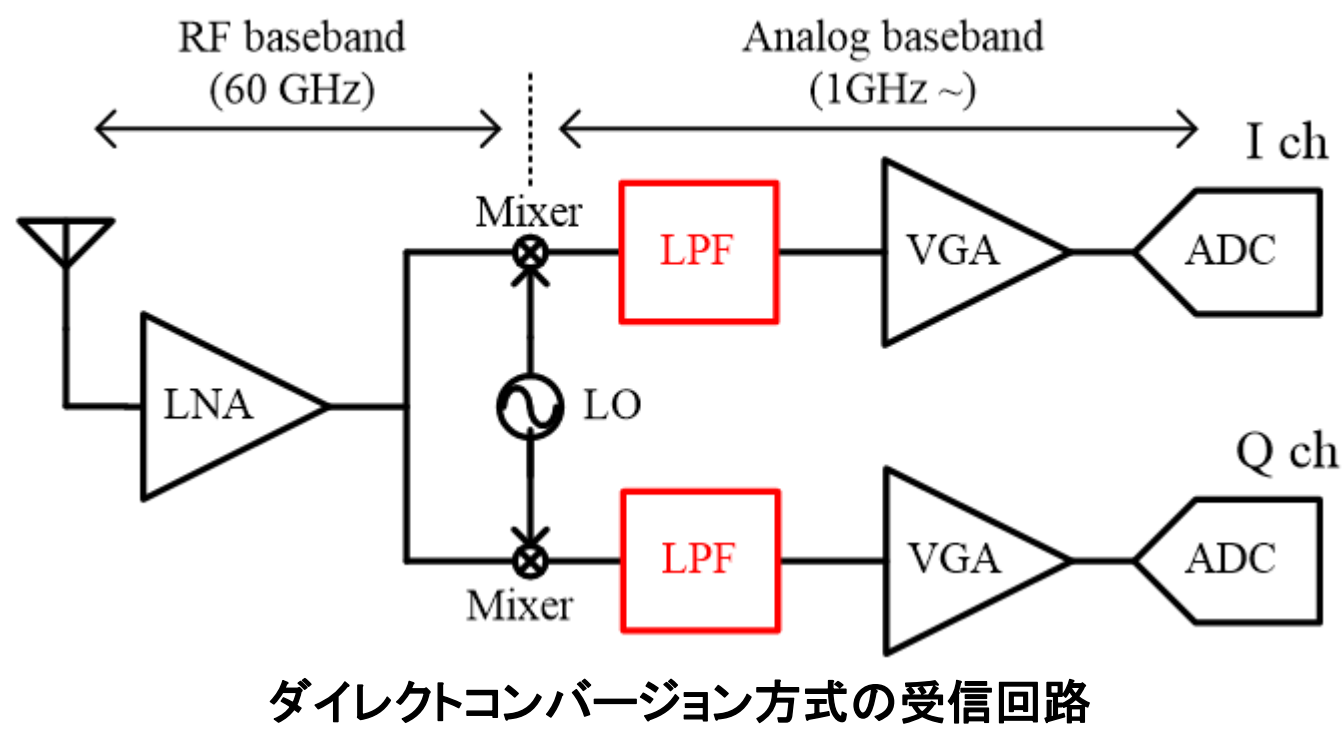 RF baseband
(60 GHz)
Analog baseband
(1GHz ~)
I ch
Mixer
LPF
VGA
ADC
LNA
LO
Q ch
LPF
VGA
ADC
Mixer
ダイレクトコンバージョン方式の受信回路